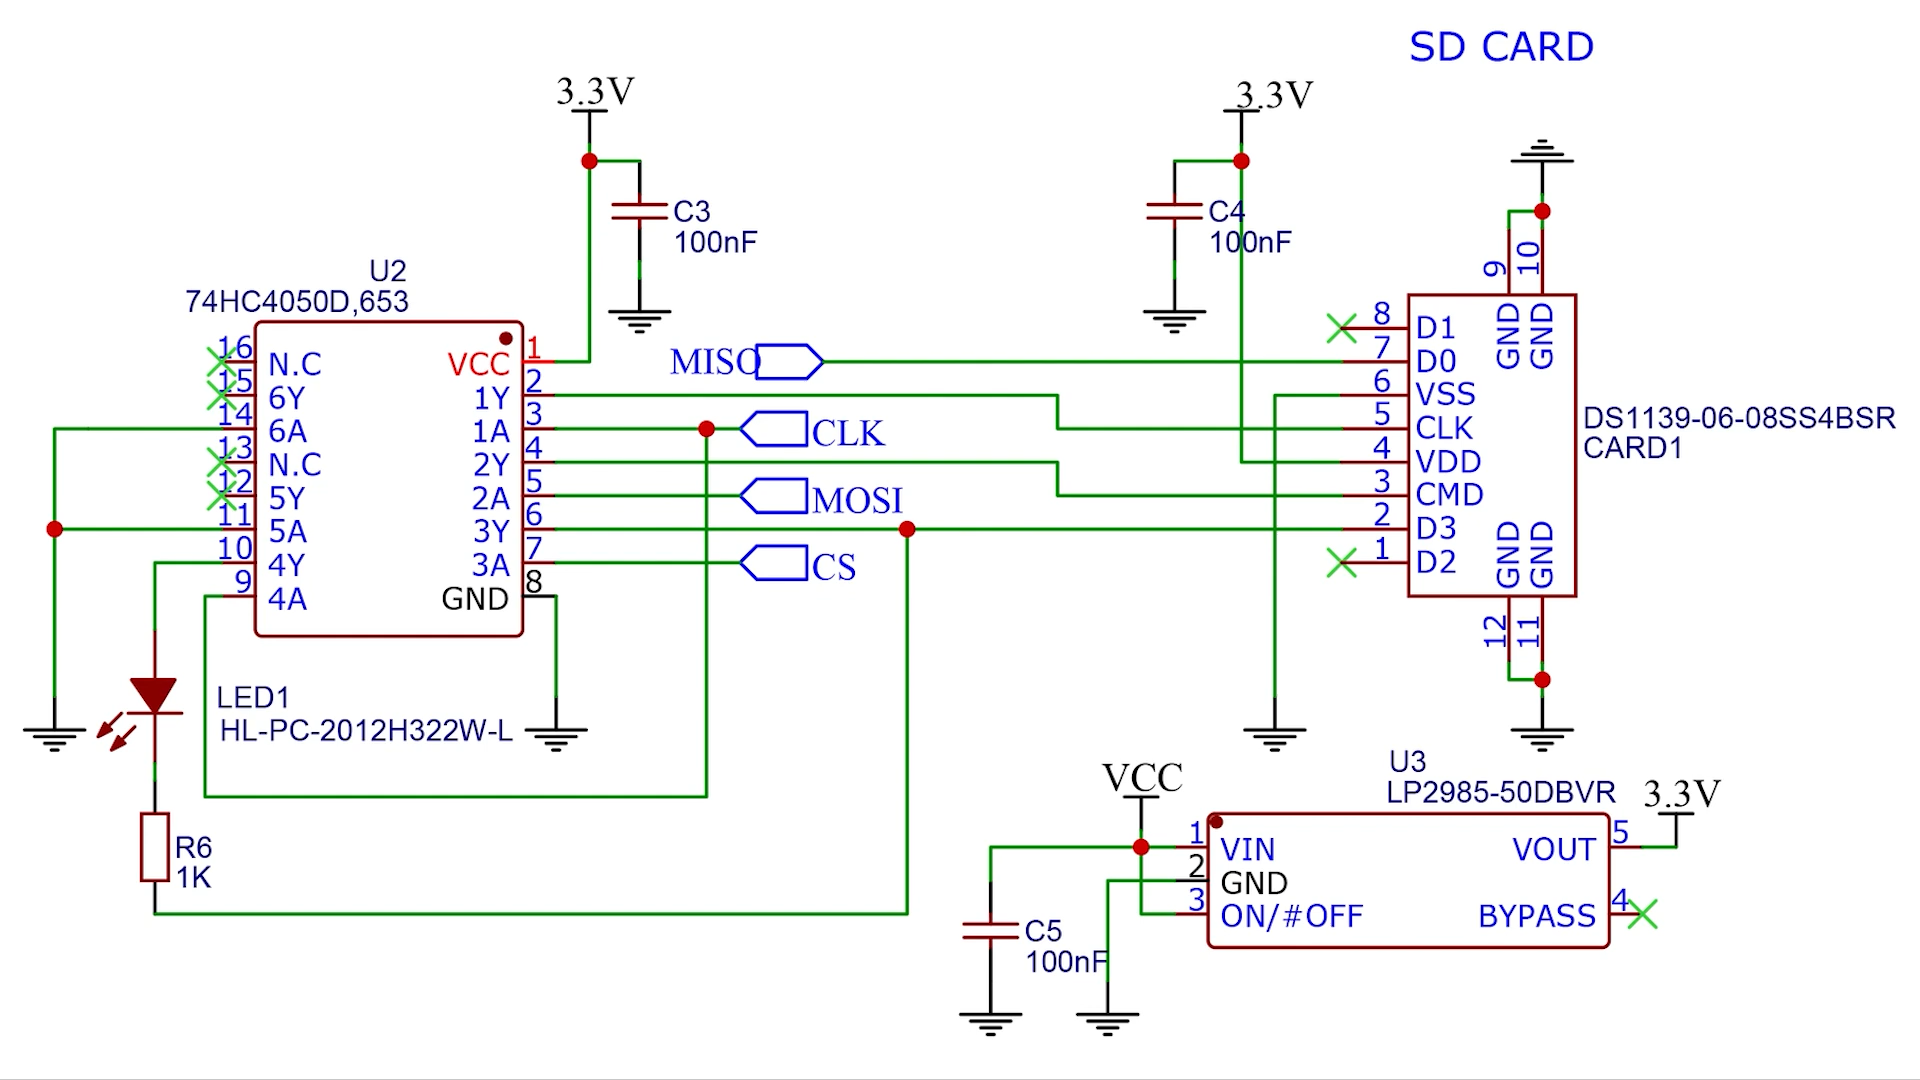 SD CARD
3.3V
3.3V
C3
100nF
C4
100nF
U2
74HC4050D,653
16 N.C
15 6Y
14 6A
13 N.C
12 5Y
11 5A
10 4Y
9 4A
VCC 1
1Y 2
1A 3
2Y 4
2A 5
3Y 6
3A 7
GND 8
MISO
CLK
MOSI
CS
9 10
GND GND
8 D1
7 D0
6 VSS
5 CLK
4 VDD
3 CMD
2 D3
1 D2
GND GND
12 11
DS1139-06-08SS4BSR
CARD1
LED1
HL-PC-2012H322W-L
R6
1K
VCC
U3
LP2985-50DBVR
3.3V
1 VIN
2 GND
3 ON/#OFF
VOUT 5
BYPASS 4
C5
100nF